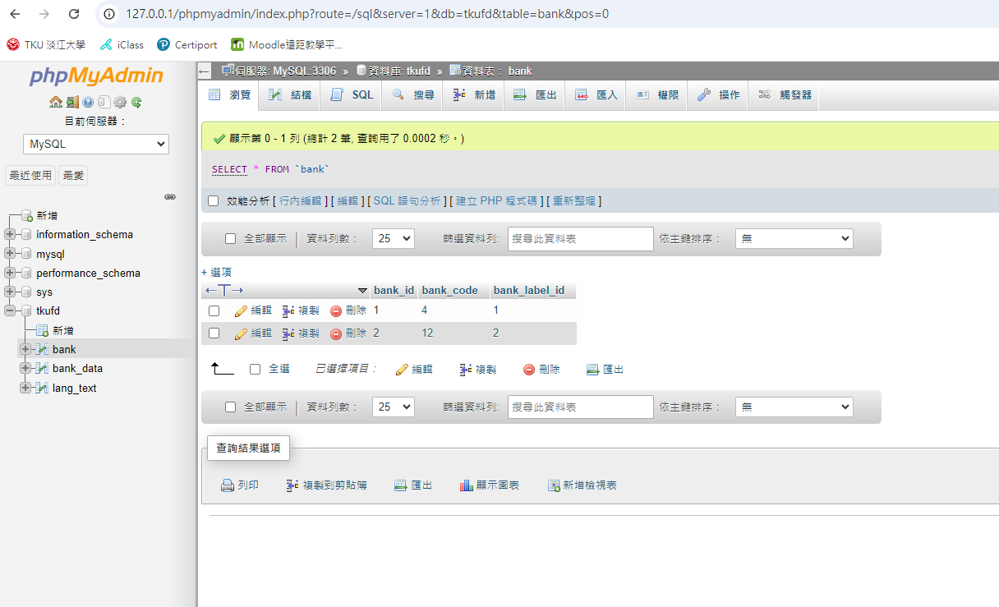 127.0.0.1/phpmyadmin/index.php?route=/sql&server=1&db=tkufd&table=bank&pos=0
TKU 淡江大學 iClass Certiport Moodle遠距教學平...
phpMyAdmin
目前伺服器：
MySQL
最近使用 最愛
新增
information_schema
mysql
performance_schema
sys
tkufd
新增
bank
bank_data
lang_text
伺服器: MySQL:3306 » 資料庫: tkufd » 資料表： bank
瀏覽 結構 SQL 搜尋 新增 匯出 匯入 權限 操作 觸發器
顯示第 0 - 1 列 (總計 2 筆, 查詢用了 0.0002 秒。)
SELECT * FROM `bank`
效能分析 [ 行內編輯 ] [ 編輯 ] [ SQL 語句分析 ] [ 建立 PHP 程式碼 ] [ 重新整理 ]
全部顯示 | 資料列數： 25 篩選資料列: 搜尋此資料表 依主鍵排序： 無
+ 選項
←T→ bank_id bank_code bank_label_id
編輯 複製 刪除 1 4 1
編輯 複製 刪除 2 12 2
全選 已選擇項目： 編輯 複製 刪除 匯出
全部顯示 | 資料列數： 25 篩選資料列: 搜尋此資料表 依主鍵排序： 無
查詢結果選項
列印 複製到剪貼簿 匯出 顯示圖表 新增檢視表